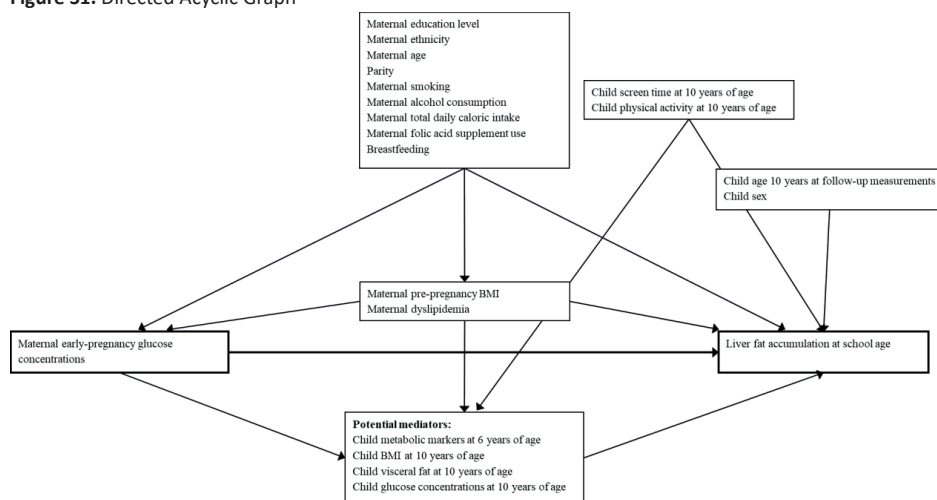 Figure S1. Directed Acyclic Graph
Maternal education level
Maternal ethnicity
Maternal age
Parity
Maternal smoking
Maternal alcohol consumption
Maternal total daily caloric intake
Maternal folic acid supplement use
Breastfeeding
Child screen time at 10 years of age
Child physical activity at 10 years of age
Child age 10 years at follow-up measurements
Child sex
Maternal pre-pregnancy BMI
Maternal dyslipidemia
Maternal early-pregnancy glucose
concentrations
Liver fat accumulation at school age
Potential mediators:
Child metabolic markers at 6 years of age
Child BMI at 10 years of age
Child visceral fat at 10 years of age
Child glucose concentrations at 10 years of age